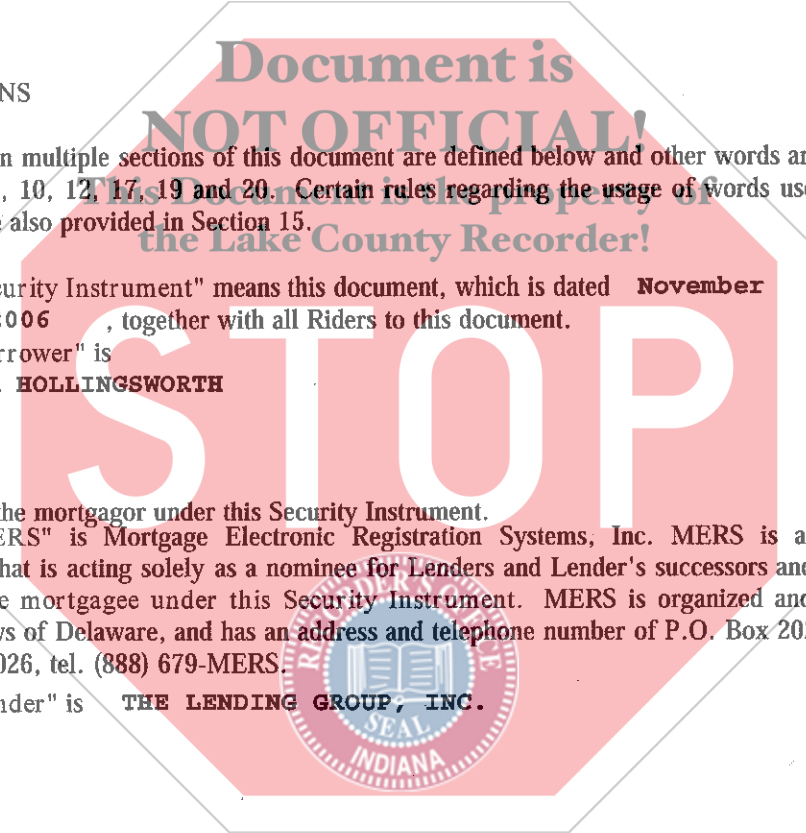 Document is
NOT OFFICIAL!
This Document is the property of
the Lake County Recorder!
NS
n multiple sections of this document are defined below and other words ar
, 10, 12, 17, 19 and 20. Certain rules regarding the usage of words use
e also provided in Section 15.
urity Instrument" means this document, which is dated November
006 , together with all Riders to this document.
rrower" is
HOLLINGSWORTH
STOP
the mortgagor under this Security Instrument.
ERS" is Mortgage Electronic Registration Systems, Inc. MERS is a
hat is acting solely as a nominee for Lenders and Lender's successors and
e mortgagee under this Security Instrument. MERS is organized and
ws of Delaware, and has an address and telephone number of P.O. Box 202
026, tel. (888) 679-MERS.
nder" is THE LENDING GROUP, INC.
SEAL
INDIANA